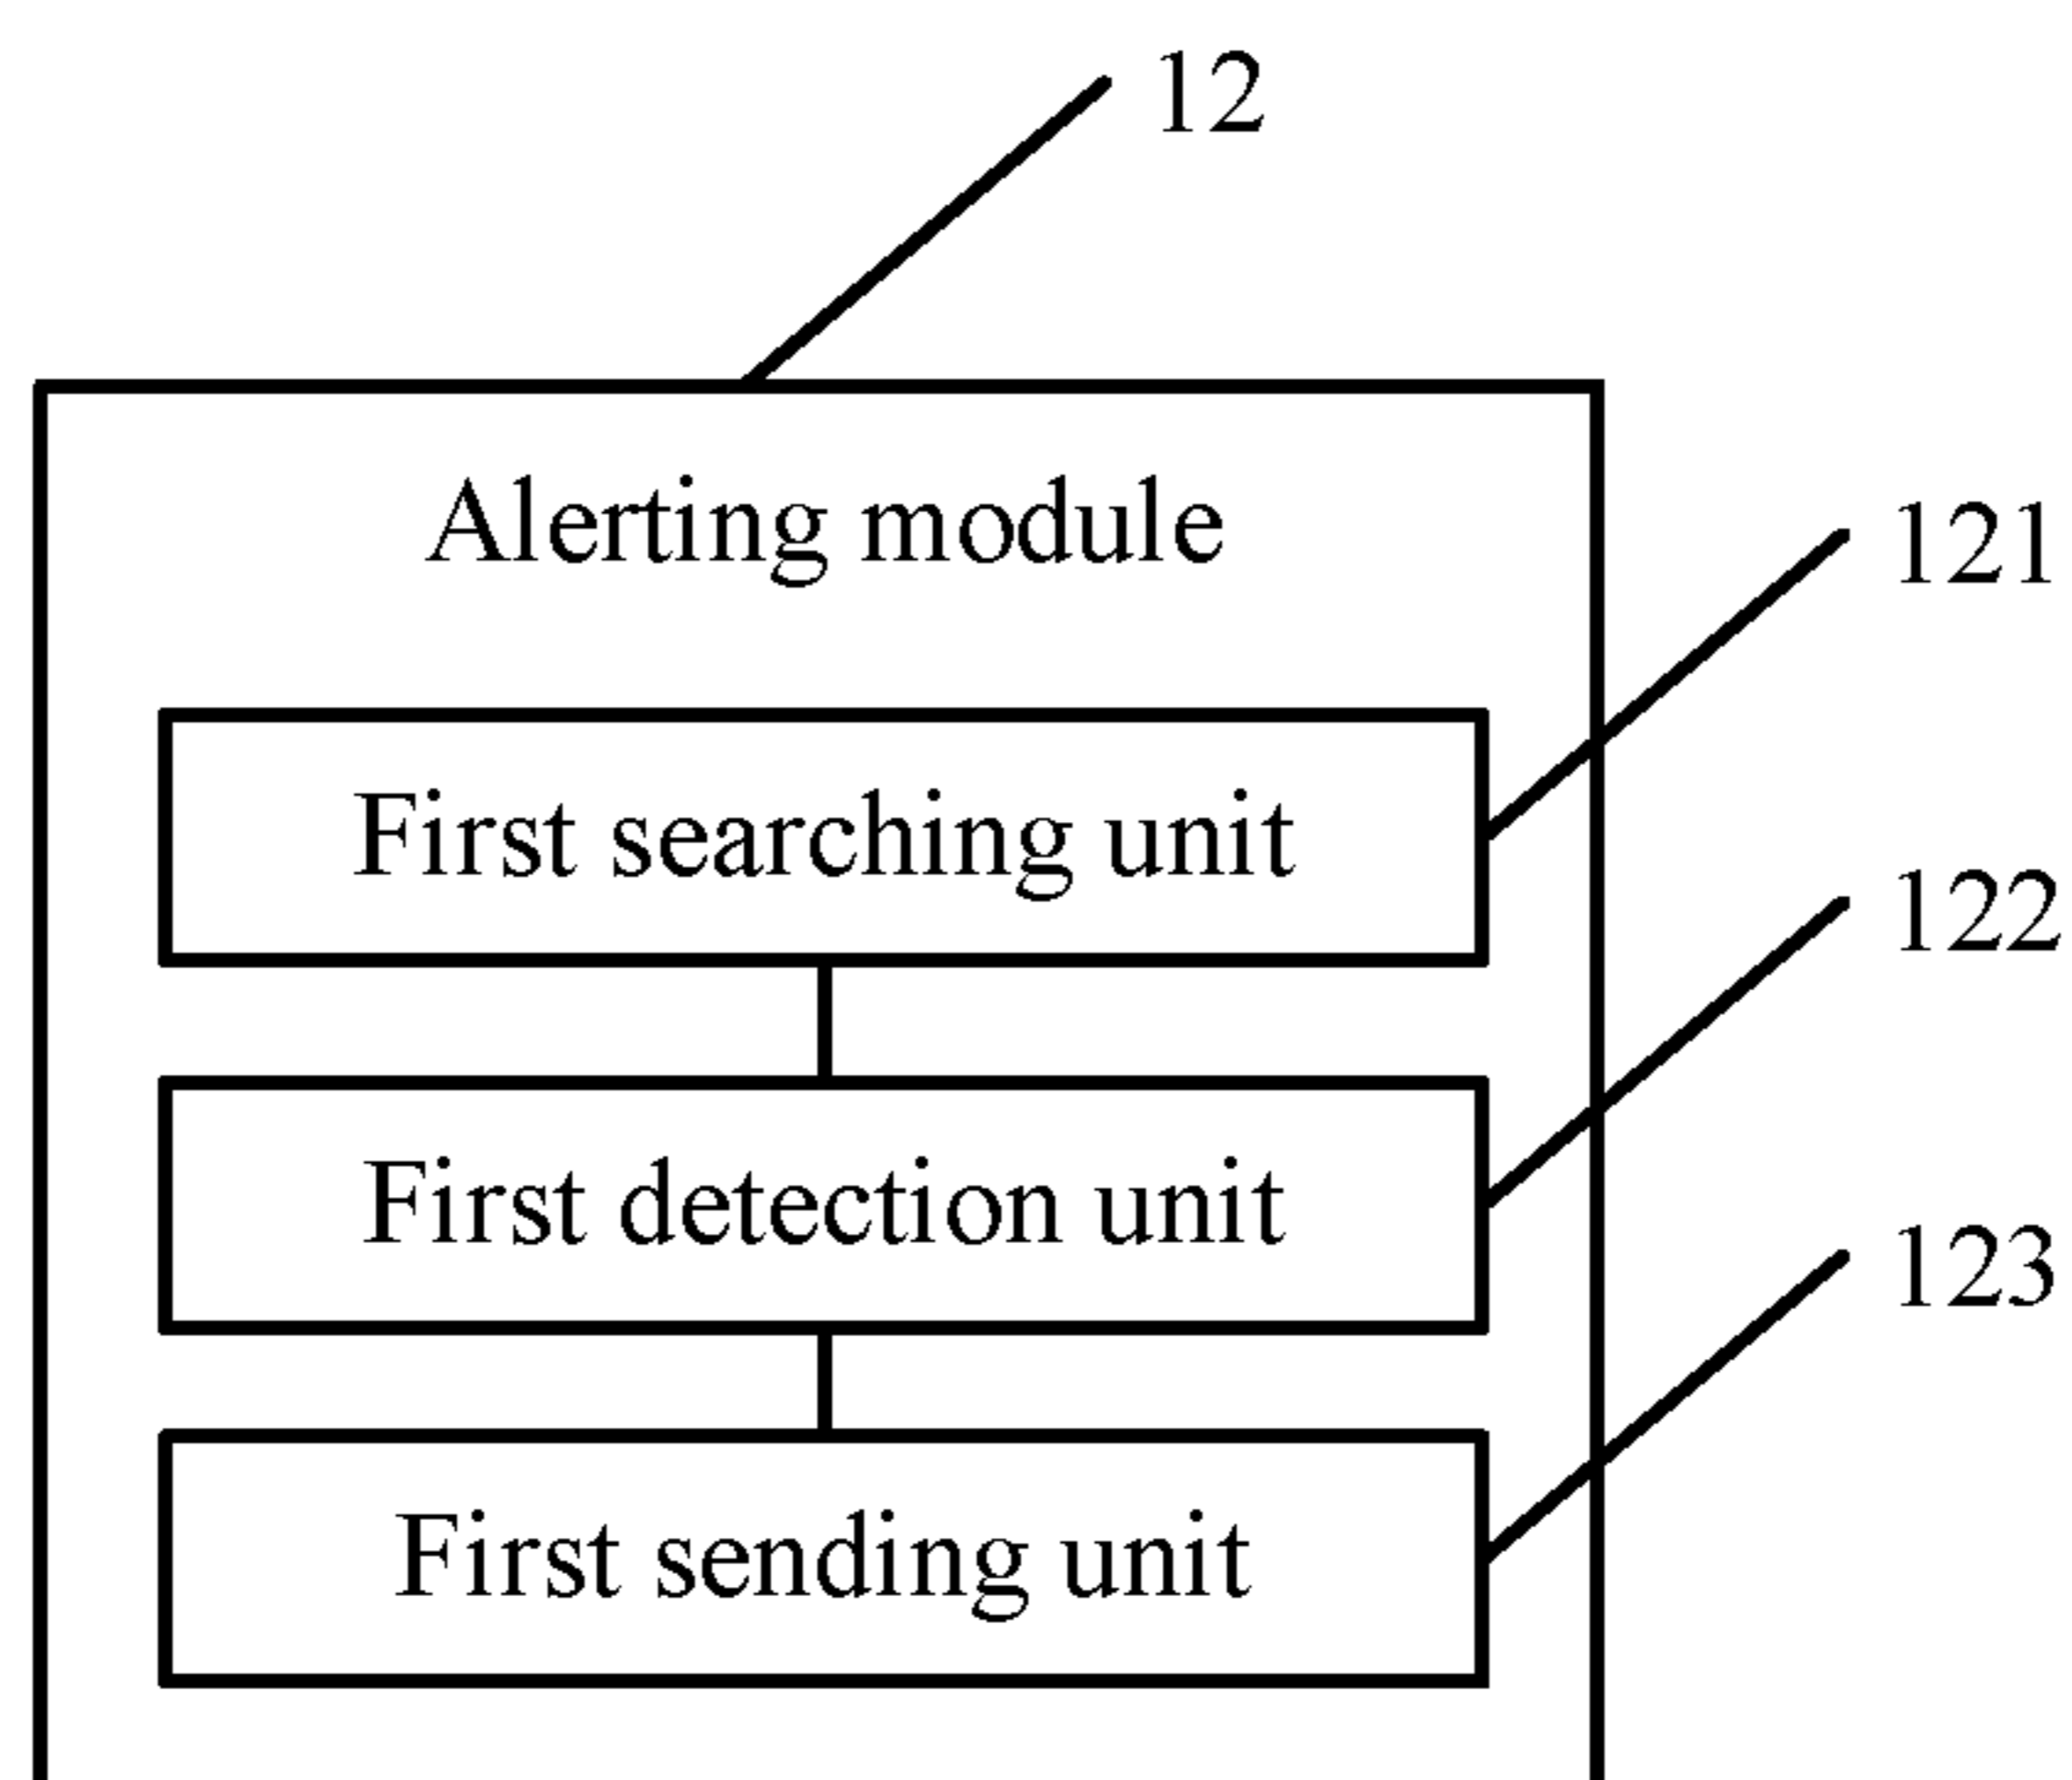 12
Alerting module
121
First searching unit
122
First detection unit
123
First sending unit